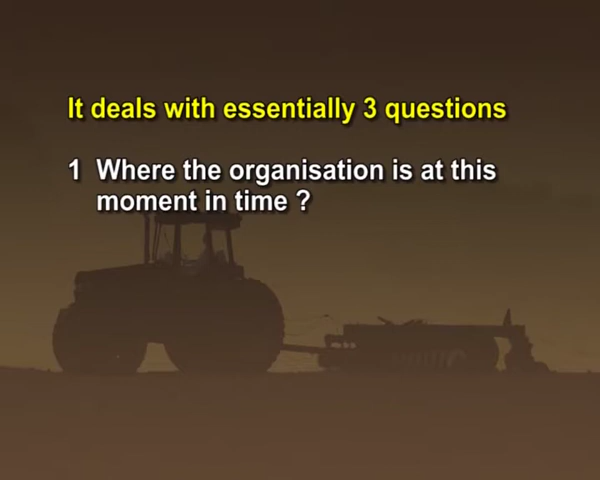 It deals with essentially 3 questions
1 Where the organisation is at this
moment in time ?